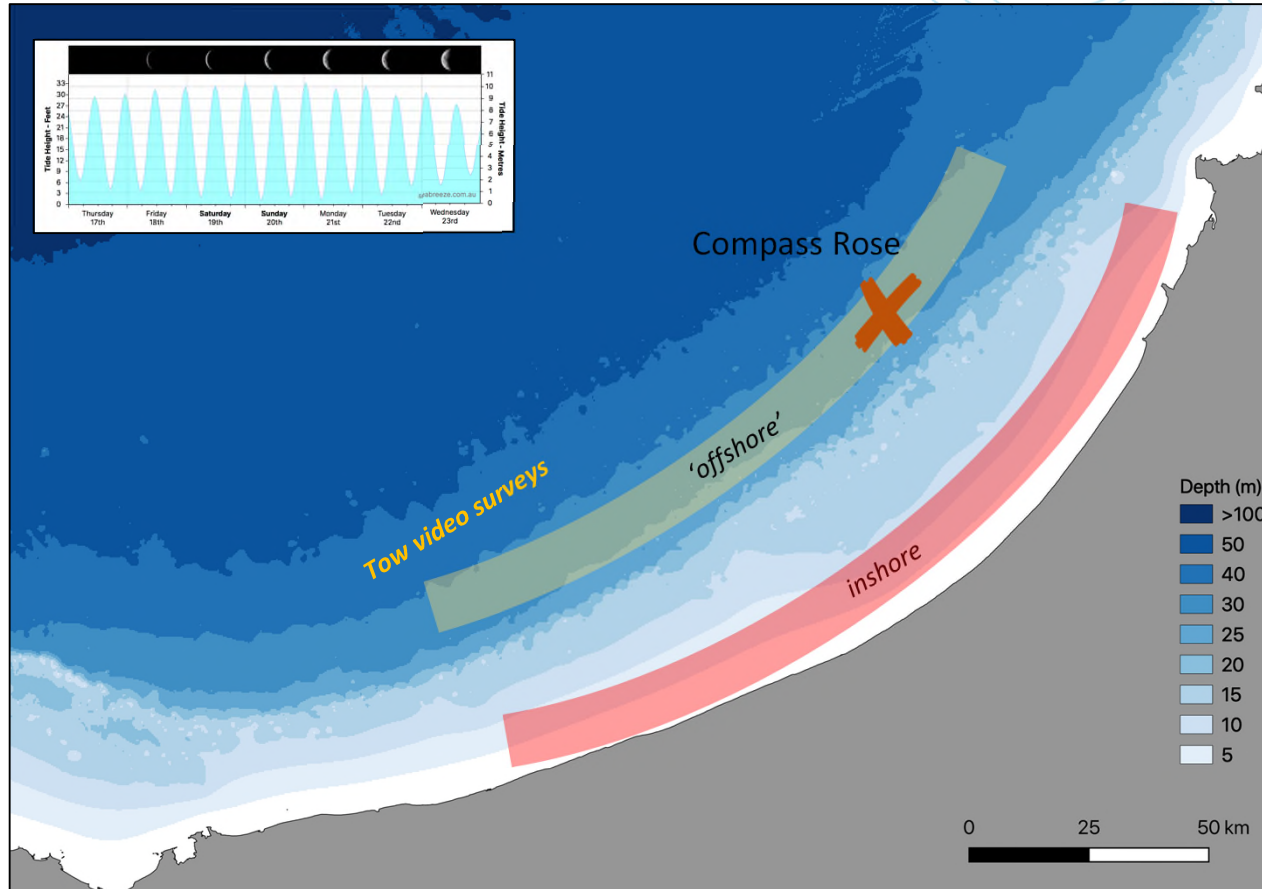 Tide Height - Feet
33
30
27
24
21
18
15
12
9
6
3
0
11
10
9
8
7
6
5
4
3
2
1
0
Tide Height - Metres
Thursday
17th
Friday
18th
Saturday
19th
Sunday
20th
Monday
21st
Tuesday
22nd
Wednesday
23rd
Compass Rose
'offshore'
Tow video surveys
inshore
Depth (m)
>100
50
40
30
25
20
15
10
5
0 25 50 km